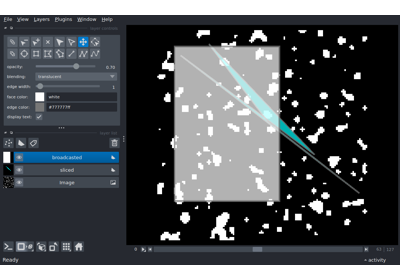 File View Layers Plugins Window Help
opacity: 0.70
blending: translucent
edge width: 1
face color: white
edge color: #777777ff
display text:
broadcasted
sliced
image
Ready
activity